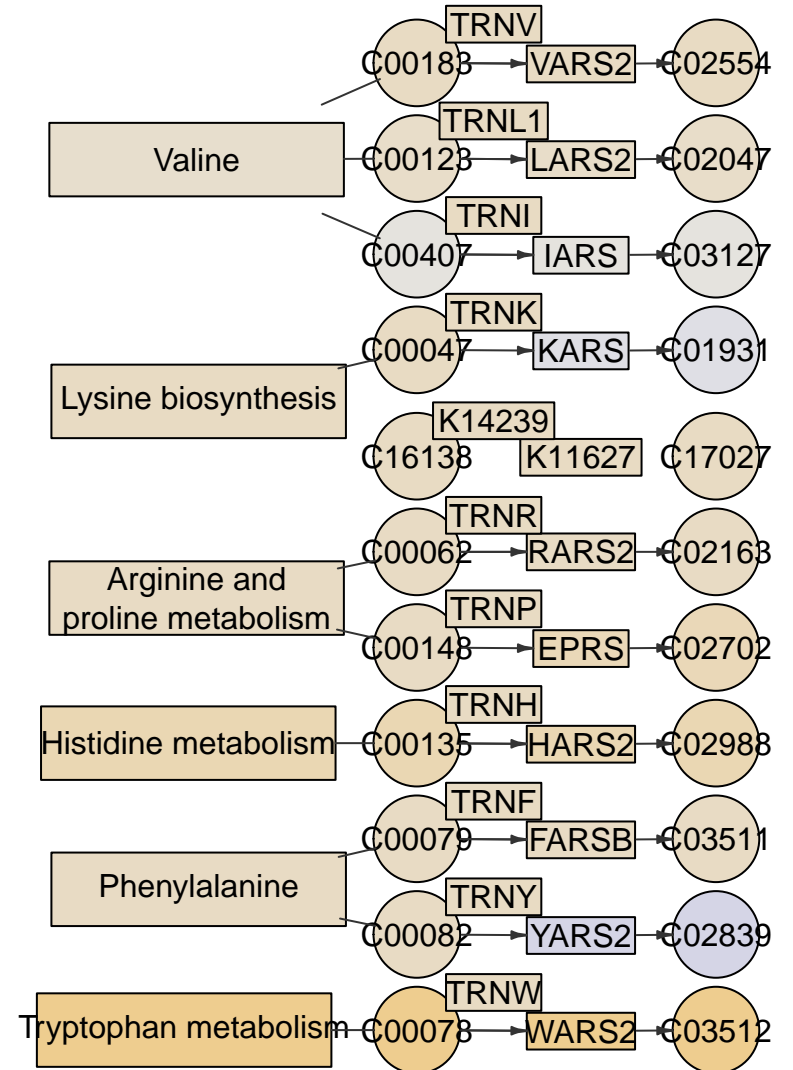 TRNV
C00183
VARS2
C02554
TRNL1
Valine
C00123
LARS2
C02047
TRNI
C00407
IARS
C03127
TRNK
C00047
KARS
C01931
Lysine biosynthesis
K14239
C16138
K11627
C17027
TRNR
C00062
RARS2
C02163
Arginine and
proline metabolism
TRNP
C00148
EPRS
C02702
TRNH
Histidine metabolism
C00135
HARS2
C02988
TRNF
C00079
FARSB
C03511
Phenylalanine
TRNY
C00082
YARS2
C02839
TRNW
Tryptophan metabolism
C00078
WARS2
C03512